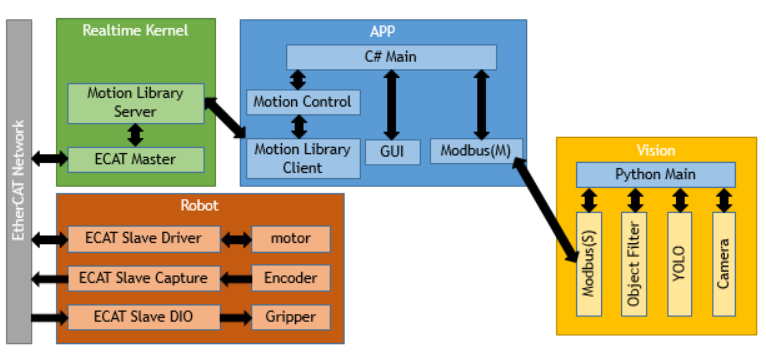 EtherCAT Network
Realtime Kernel
Motion Library
Server
ECAT Master
APP
C# Main
Motion Control
Motion Library
Client
GUI
Modbus(M)
Robot
ECAT Slave Driver
motor
ECAT Slave Capture
Encoder
ECAT Slave DIO
Gripper
Vision
Python Main
Modbus(S)
Object Filter
YOLO
Camera